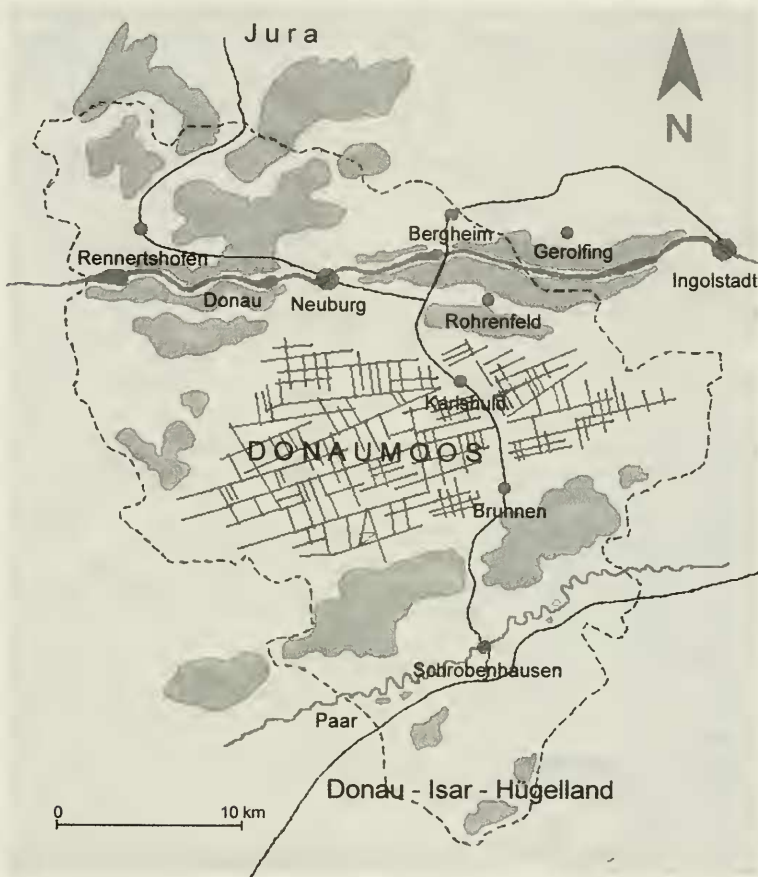 Jura
N
Bergheim
Gerolfing
Rennertshofen
Ingolstadt
Donau
Neuburg
Rohrenfeld
Karlshuld
DONAUMOOS
Brunnen
Schrobenhausen
Paar
Donau - Isar - Hügelland
0
10 km